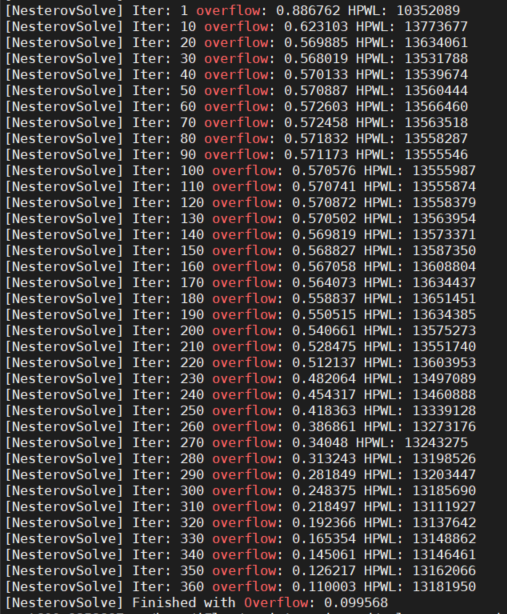 [NesterovSolve] Iter: 1 overflow: 0.886762 HPWL: 10352089
[NesterovSolve] Iter: 10 overflow: 0.623103 HPWL: 13773677
[NesterovSolve] Iter: 20 overflow: 0.569885 HPWL: 13634061
[NesterovSolve] Iter: 30 overflow: 0.568019 HPWL: 13531788
[NesterovSolve] Iter: 40 overflow: 0.570133 HPWL: 13539674
[NesterovSolve] Iter: 50 overflow: 0.570887 HPWL: 13560444
[NesterovSolve] Iter: 60 overflow: 0.572603 HPWL: 13566460
[NesterovSolve] Iter: 70 overflow: 0.572458 HPWL: 13563518
[NesterovSolve] Iter: 80 overflow: 0.571832 HPWL: 13558287
[NesterovSolve] Iter: 90 overflow: 0.571173 HPWL: 13555546
[NesterovSolve] Iter: 100 overflow: 0.570576 HPWL: 13555987
[NesterovSolve] Iter: 110 overflow: 0.570741 HPWL: 13555874
[NesterovSolve] Iter: 120 overflow: 0.570872 HPWL: 13558379
[NesterovSolve] Iter: 130 overflow: 0.570502 HPWL: 13563954
[NesterovSolve] Iter: 140 overflow: 0.569819 HPWL: 13573371
[NesterovSolve] Iter: 150 overflow: 0.568827 HPWL: 13587350
[NesterovSolve] Iter: 160 overflow: 0.567058 HPWL: 13608804
[NesterovSolve] Iter: 170 overflow: 0.564073 HPWL: 13634437
[NesterovSolve] Iter: 180 overflow: 0.558837 HPWL: 13651451
[NesterovSolve] Iter: 190 overflow: 0.550515 HPWL: 13634385
[NesterovSolve] Iter: 200 overflow: 0.540661 HPWL: 13575273
[NesterovSolve] Iter: 210 overflow: 0.528475 HPWL: 13551740
[NesterovSolve] Iter: 220 overflow: 0.512137 HPWL: 13603953
[NesterovSolve] Iter: 230 overflow: 0.482064 HPWL: 13497089
[NesterovSolve] Iter: 240 overflow: 0.454317 HPWL: 13460888
[NesterovSolve] Iter: 250 overflow: 0.418363 HPWL: 13339128
[NesterovSolve] Iter: 260 overflow: 0.386861 HPWL: 13273176
[NesterovSolve] Iter: 270 overflow: 0.34048 HPWL: 13243275
[NesterovSolve] Iter: 280 overflow: 0.313243 HPWL: 13198526
[NesterovSolve] Iter: 290 overflow: 0.281849 HPWL: 13203447
[NesterovSolve] Iter: 300 overflow: 0.248375 HPWL: 13185690
[NesterovSolve] Iter: 310 overflow: 0.218497 HPWL: 13111927
[NesterovSolve] Iter: 320 overflow: 0.192366 HPWL: 13137642
[NesterovSolve] Iter: 330 overflow: 0.165354 HPWL: 13148862
[NesterovSolve] Iter: 340 overflow: 0.145061 HPWL: 13146461
[NesterovSolve] Iter: 350 overflow: 0.126217 HPWL: 13162066
[NesterovSolve] Iter: 360 overflow: 0.110003 HPWL: 13181950
[NesterovSolve] Finished with Overflow: 0.099568